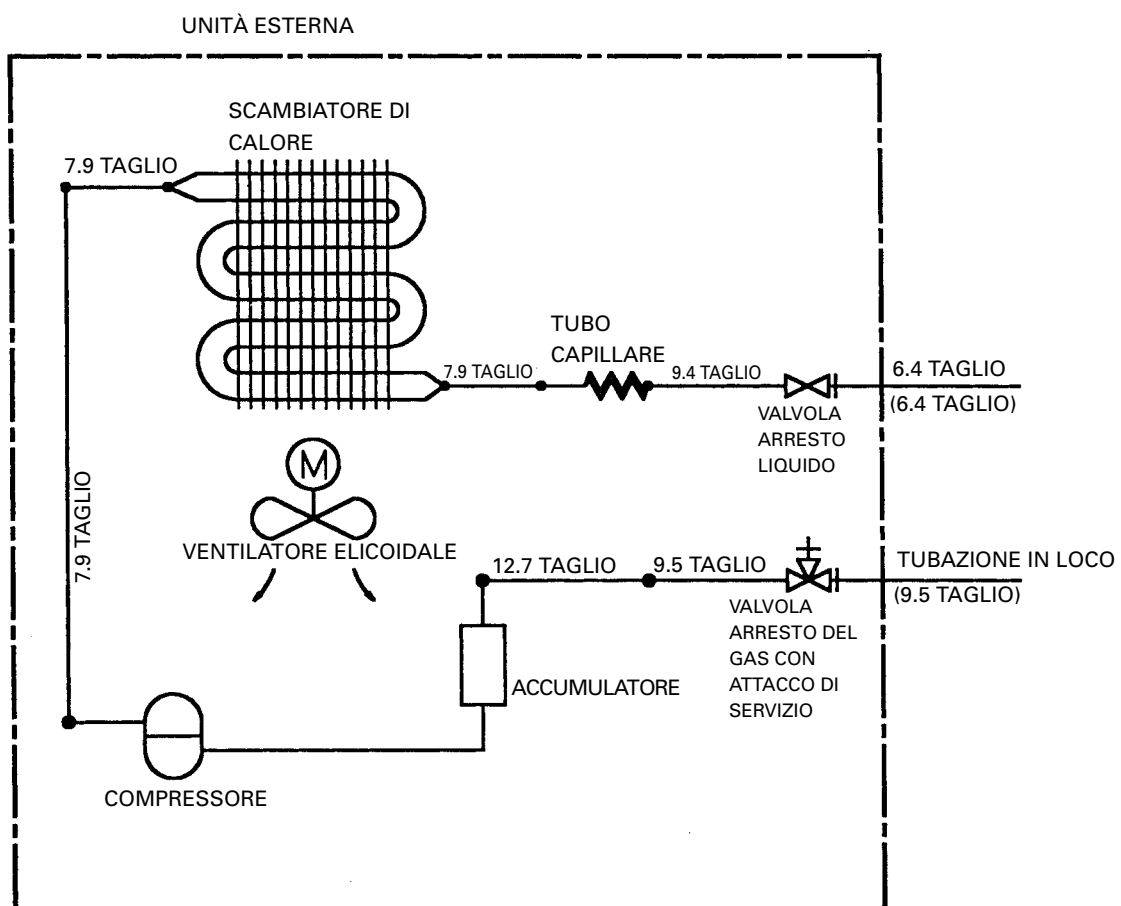 UNITÀ ESTERNA
SCAMBIATORE DI
CALORE
7.9 TAGLIO
TUBO
CAPILLARE
7.9 TAGLIO
9.4 TAGLIO
6.4 TAGLIO
(6.4 TAGLIO)
VALVOLA
ARRESTO
LIQUIDO
M
7.9 TAGLIO
VENTILATORE ELICOIDALE
12.7 TAGLIO
9.5 TAGLIO
TUBAZIONE IN LOCO
(9.5 TAGLIO)
VALVOLA
ARRESTO DEL
GAS CON
ATTACCO DI
SERVIZIO
ACCUMULATORE
COMPRESSORE